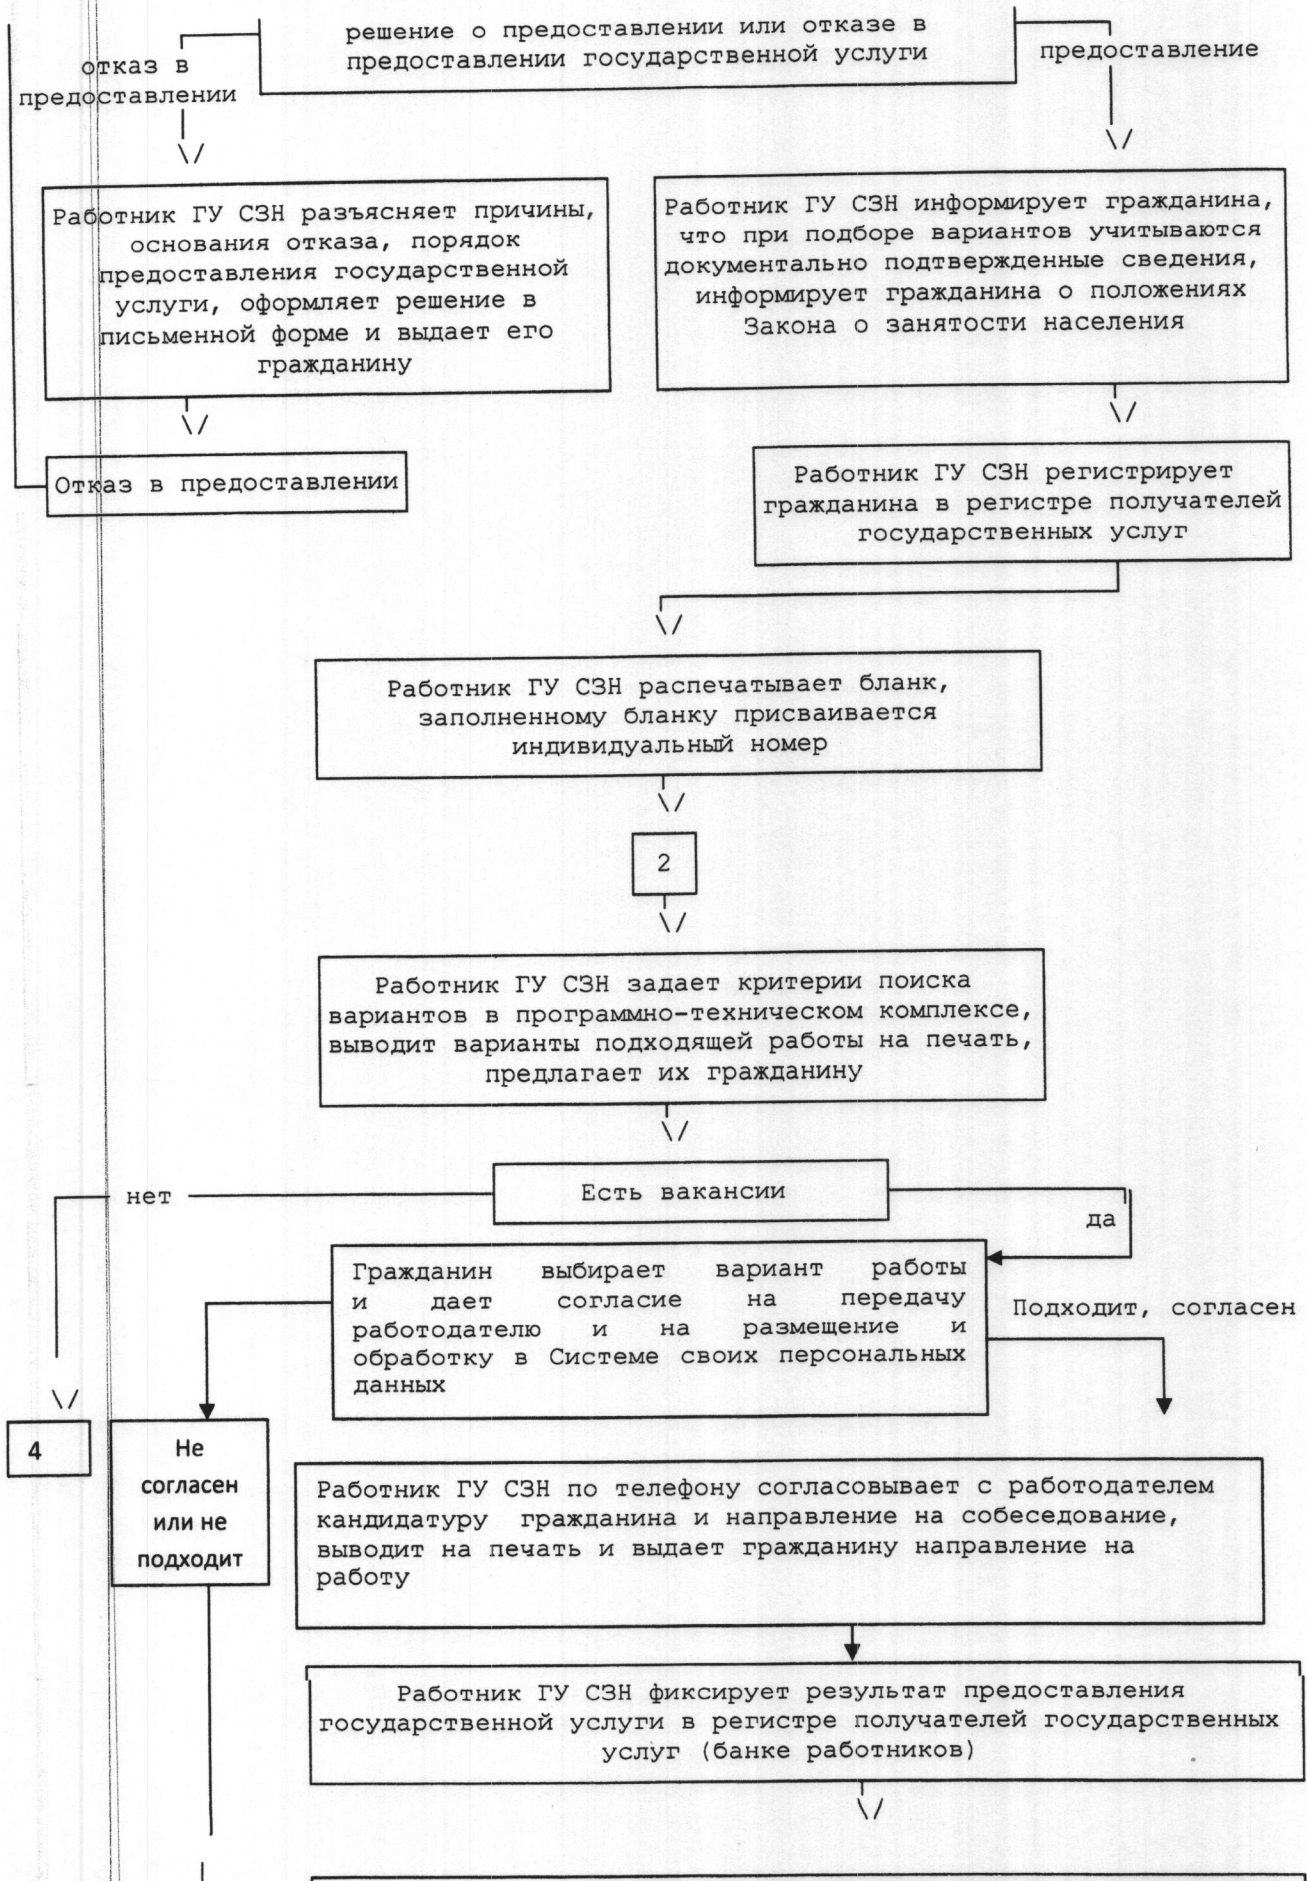 решение о предоставлении или отказе в
предоставлении государственной услуги
отказ в
предоставлении
предоставление
Работник ГУ СЗН разъясняет причины,
основания отказа, порядок
предоставления государственной
услуги, оформляет решение в
письменной форме и выдает его
гражданину
Работник ГУ СЗН информирует гражданина,
что при подборе вариантов учитываются
документально подтвержденные сведения,
информирует гражданина о положениях
Закона о занятости населения
Отказ в предоставлении
Работник ГУ СЗН регистрирует
гражданина в регистре получателей
государственных услуг
Работник ГУ СЗН распечатывает бланк,
заполненному бланку присваивается
индивидуальный номер
2
Работник ГУ СЗН задает критерии поиска
вариантов в программно-техническом комплексе,
выводит варианты подходящей работы на печать,
предлагает их гражданину
нет
Есть вакансии
да
Гражданин выбирает вариант работы
и дает согласие на передачу
работодателю и на размещение и
обработку в Системе своих персональных
данных
Подходит, согласен
4
Не
согласен
или не
подходит
Работник ГУ СЗН по телефону согласовывает с работодателем
кандидатуру гражданина и направление на собеседование,
выводит на печать и выдает гражданину направление на
работу
Работник ГУ СЗН фиксирует результат предоставления
государственной услуги в регистре получателей государственных
услуг (банке работников)